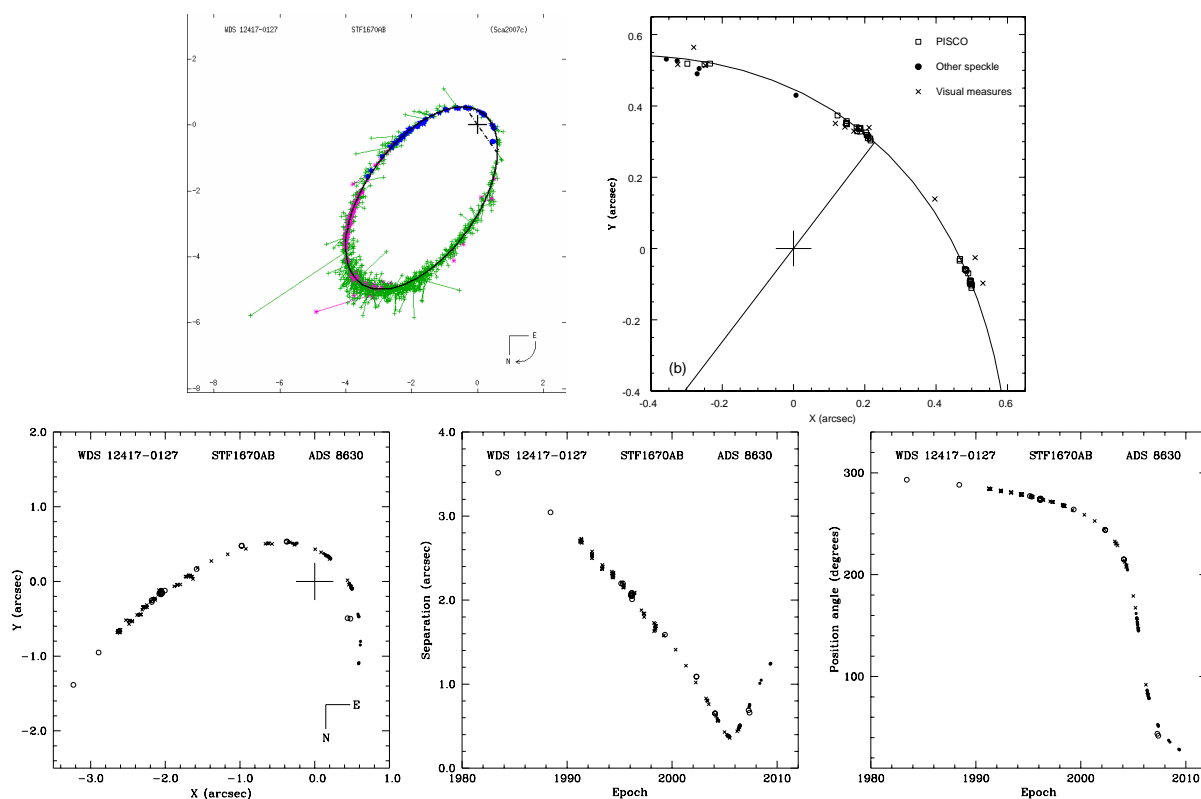 WDS 12417-0127 STF1670AB (Sca2007c)
-2
0
-2
-4
-6
-8
-8 -6 -4 -2 0 2
E
N
0.6
0.4
0.2
0
-0.2
-0.4
Y (arcsec)
PISCO
Other speckle
Visual measures
(b)
-0.4 -0.2 0 0.2 0.4 0.6
X (arcsec)
WDS 12417-0127 STF1670AB ADS 8630
2.0
1.0
0.0
-1.0
-2.0
Y (arcsec)
E
N
-3.0 -2.0 -1.0 0.0 1.0
X (arcsec)
WDS 12417-0127 STF1670AB ADS 8630
4.0
3.0
2.0
1.0
0.0
Separation (arcsec)
1980 1990 2000 2010
Epoch
WDS 12417-0127 STF1670AB ADS 8630
300
200
100
Position angle (degrees)
1980 1990 2000 2010
Epoch